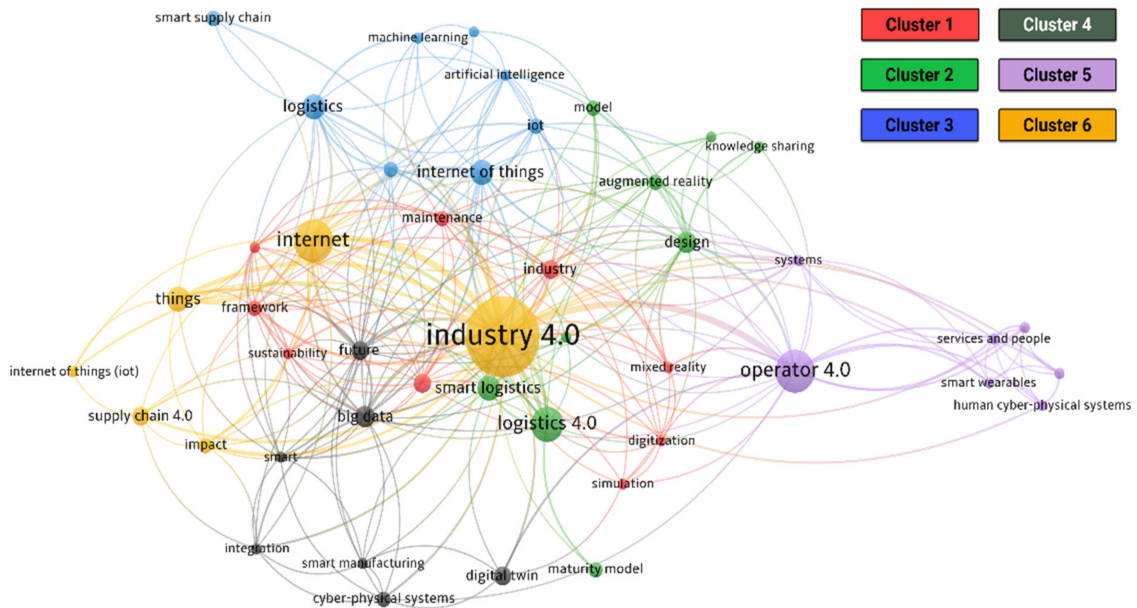 smart supply chain
machine learning
artificial intelligence
logistics
iot
model
knowledge sharing
internet of things
augmented reality
maintenance
internet
design
systems
industry
things
framework
industry 4.0
services and people
sustainability
future
mixed reality
operator 4.0
internet of things (iot)
smart logistics
smart wearables
human cyber-physical systems
supply chain 4.0
big data
logistics 4.0
impact
digitization
smart
simulation
integration
smart manufacturing
digital twin
maturity model
cyber-physical systems
Cluster 1
Cluster 4
Cluster 2
Cluster 5
Cluster 3
Cluster 6